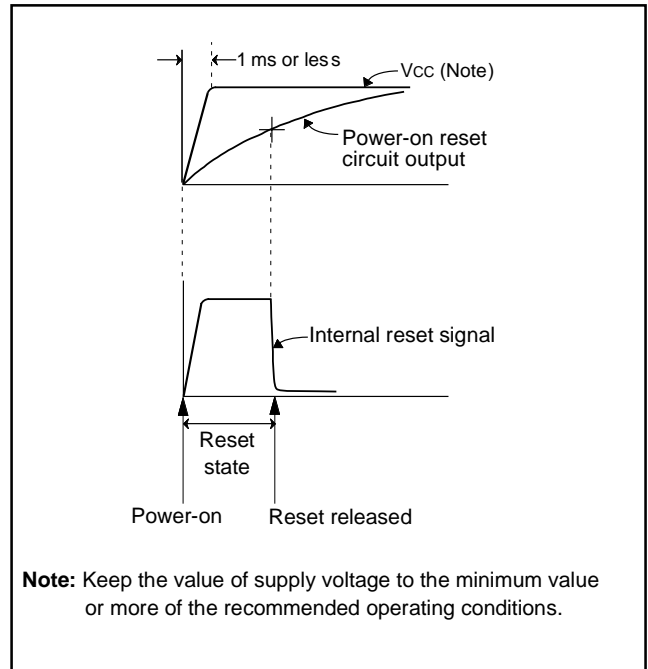 1 ms or less
VCC (Note)
Power-on reset
circuit output
Internal reset signal
Reset
state
Power-on
Reset released
Note: Keep the value of supply voltage to the minimum value
or more of the recommended operating conditions.